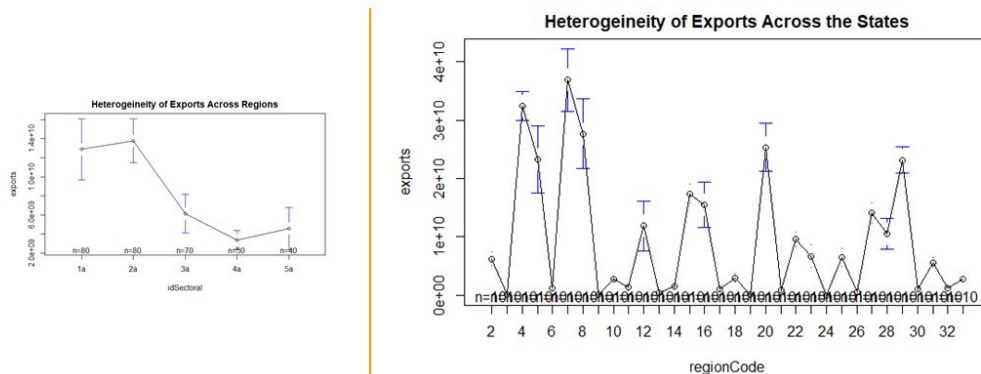 Heterogeineity of Exports Across Regions
exports
2.0e+09 6.0e+09 1.0e+10 1.4e+10
n=80 n=80 n=70 n=50 n=40
1a 2a 3a 4a 5a
idSectoral
Heterogeineity of Exports Across the States
exports
0e+00 1e+10 2e+10 3e+10 4e+10
2 4 6 8 10 12 14 16 18 20 22 24 26 28 30 32
regionCode